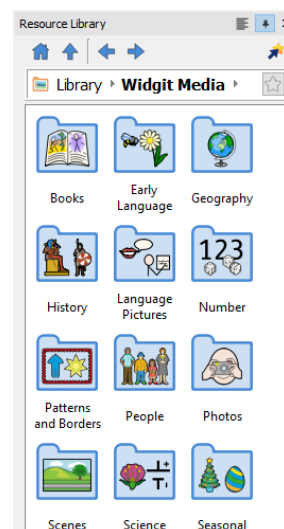 Resource Library
Library Widgit Media
Books
Early
Language
Geography
123
History
Language
Pictures
Number
Patterns
and Borders
People
Photos
Scenes
Science
Seasonal